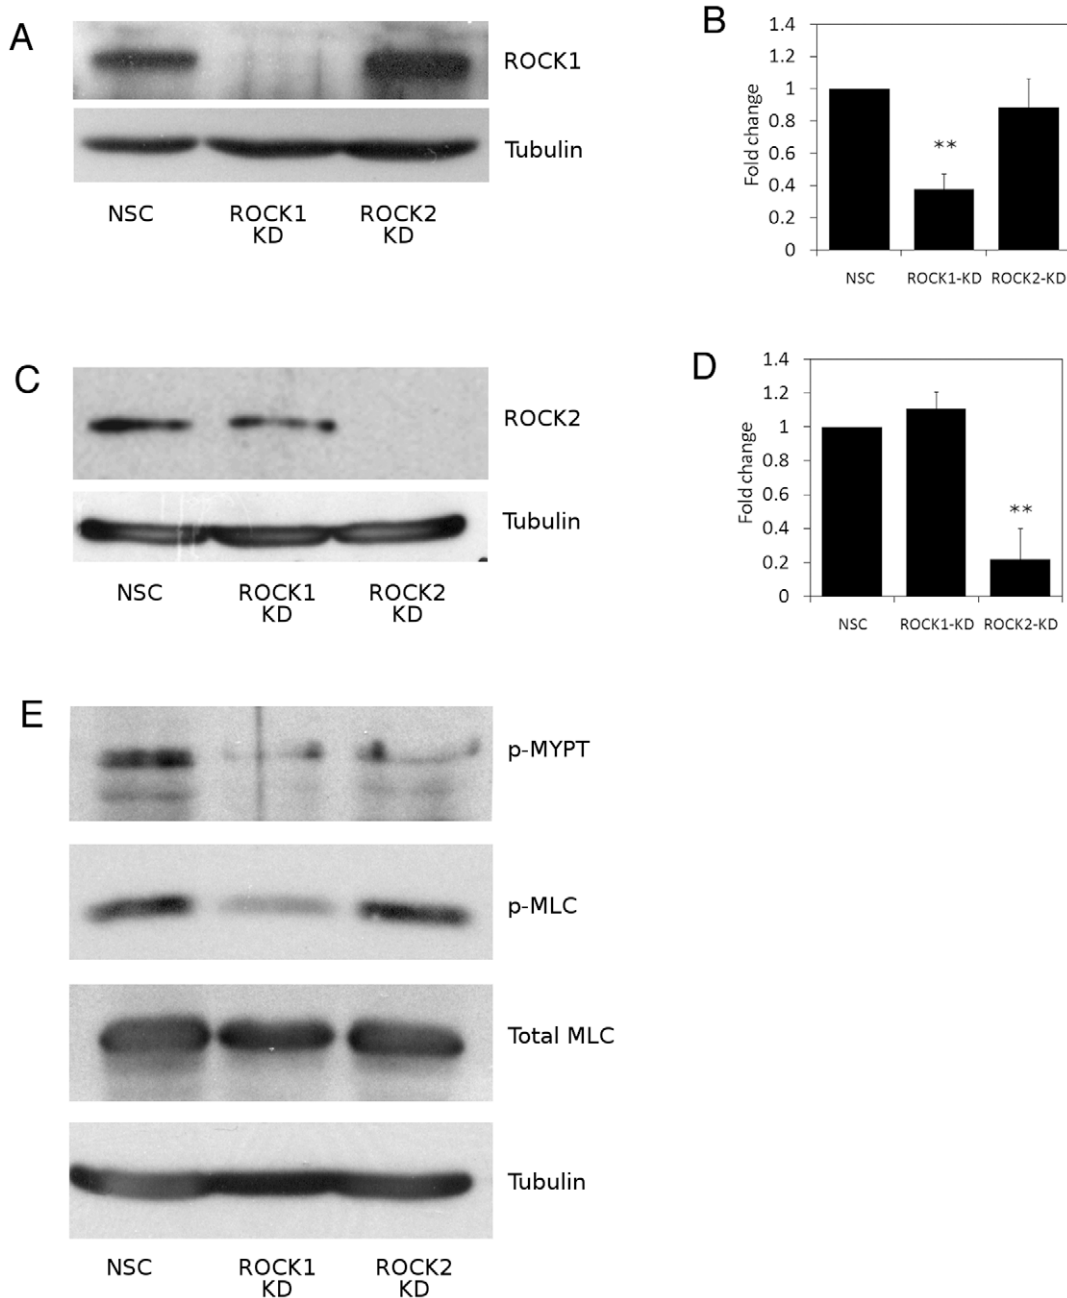 A
ROCK1
Tubulin
NSC ROCK1 ROCK2
KD KD
B
Fold change
1.4
1.2
1
0.8
0.6
0.4
0.2
0
**
NSC ROCK1-KD ROCK2-KD
C
ROCK2
Tubulin
NSC ROCK1 ROCK2
KD KD
D
Fold change
1.4
1.2
1
0.8
0.6
0.4
0.2
0
**
NSC ROCK1-KD ROCK2-KD
E
p-MYPT
p-MLC
Total MLC
Tubulin
NSC ROCK1 ROCK2
KD KD